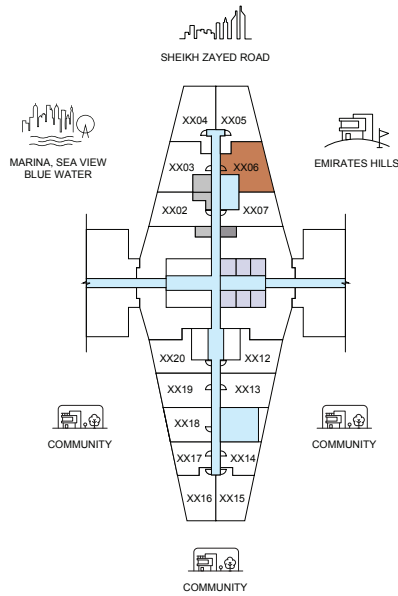 SHEIKH ZAYED ROAD
MARINA, SEA VIEW
BLUE WATER
EMIRATES HILLS
XX04
XX05
XX03
XX06
XX02
XX07
XX20
XX12
XX19
XX13
XX18
XX17
XX14
XX16
XX15
COMMUNITY
COMMUNITY
COMMUNITY